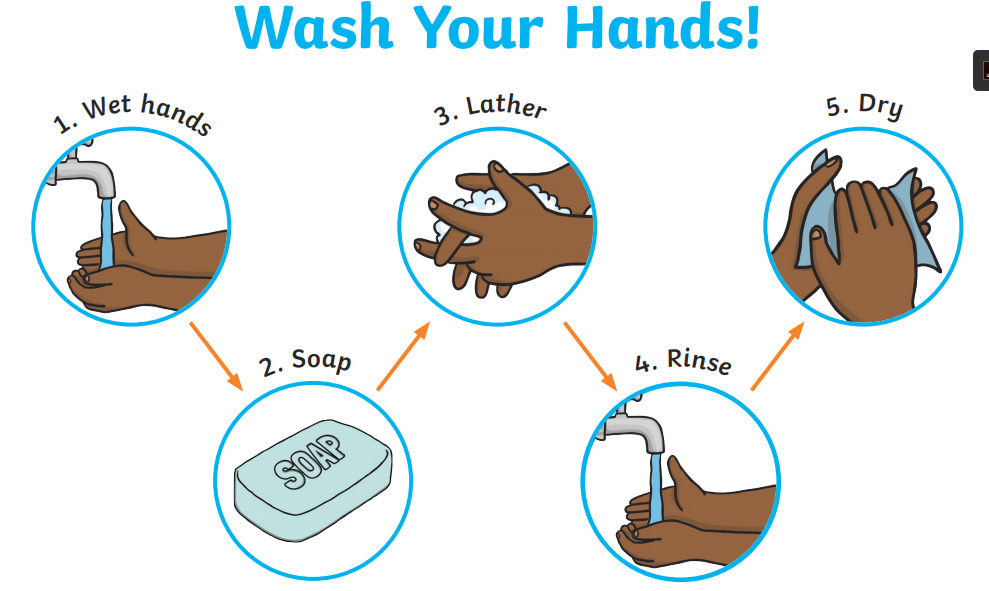 Wash Your Hands!
1. Wet hands
2. Soap
SOAP
3. Lather
4. Rinse
5. Dry